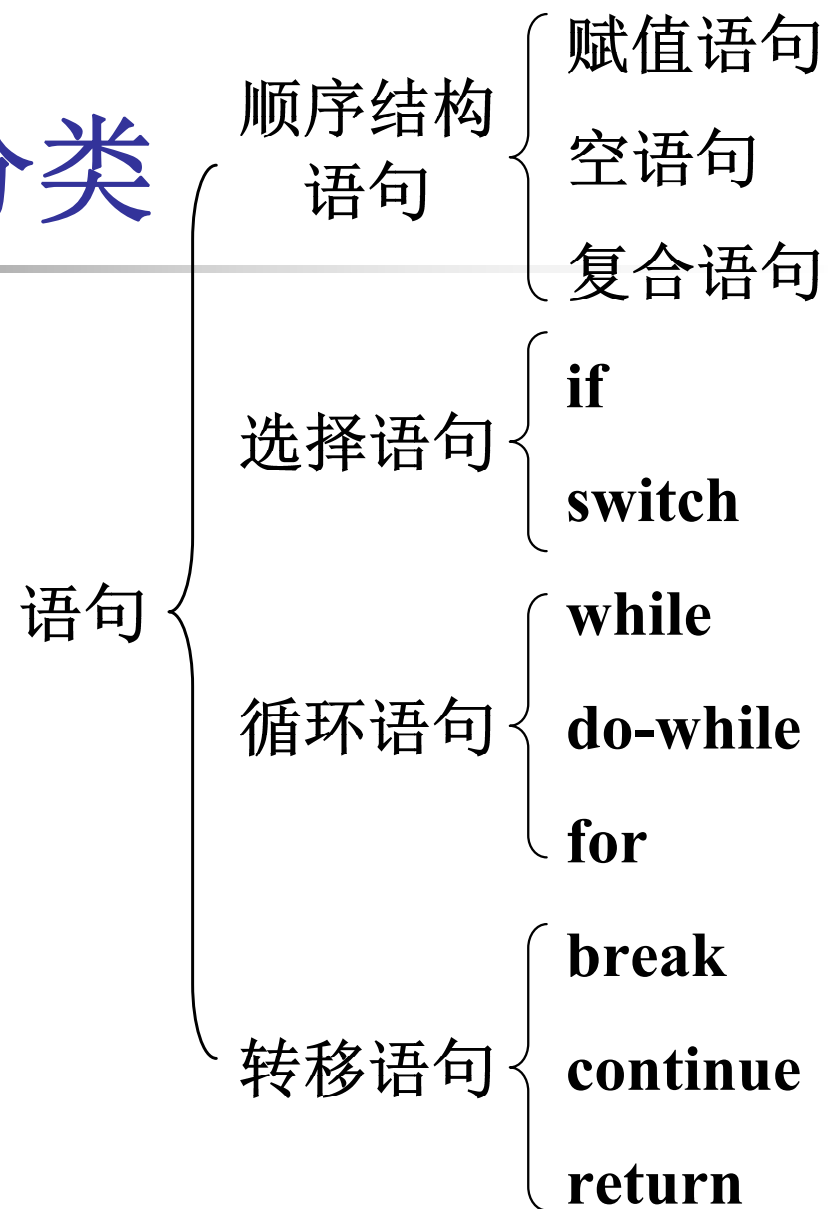 分类
语句
顺序结构
语句
赋值语句
空语句
复合语句
选择语句
if
switch
循环语句
while
do-while
for
转移语句
break
continue
return